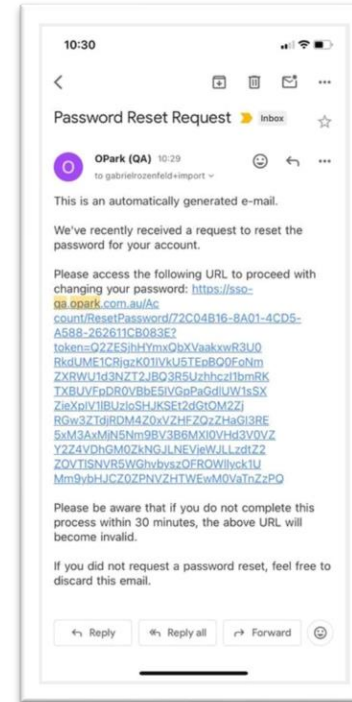 10:30
Password Reset Request Inbox
O
OPark (QA) 10:29
to gabrielrozenfeld+import
This is an automatically generated e-mail.
We've recently received a request to reset the
password for your account.
Please access the following URL to proceed with
changing your password: https://sso-
qa.opark.com.au/Ac
count/ResetPassword/72C04B16-8A01-4CD5-
A588-262611CB083E?
Please be aware that if you do not complete this
process within 30 minutes, the above URL will
become invalid.
If you did not request a password reset, feel free to
discard this email.
Reply Reply all Forward